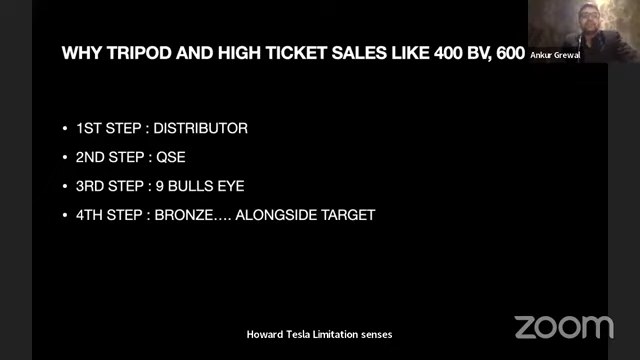 WHY TRIPOD AND HIGH TICKET SALES LIKE 400 BV, 600
Ankur Grewal
• 1ST STEP : DISTRIBUTOR
• 2ND STEP : QSE
• 3RD STEP : 9 BULLS EYE
• 4TH STEP : BRONZE…. ALONGSIDE TARGET
zoom
Howard Tesla Limitation senses